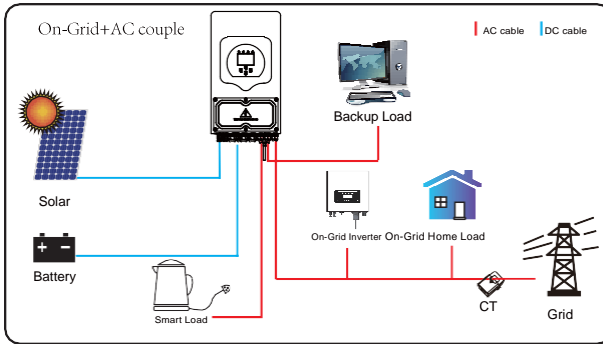 On-Grid+AC couple
AC cable
DC cable
Backup Load
Solar
On-Grid Inverter
On-Grid Home Load
Battery
Smart Load
CT
Grid